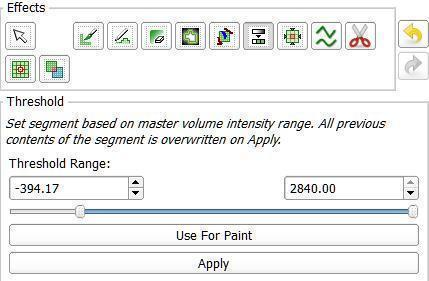 Effects
Threshold
Set segment based on master volume intensity range. All previous
contents of the segment is overwritten on Apply.
Threshold Range:
-394.17 2840.00
Use For Paint
Apply